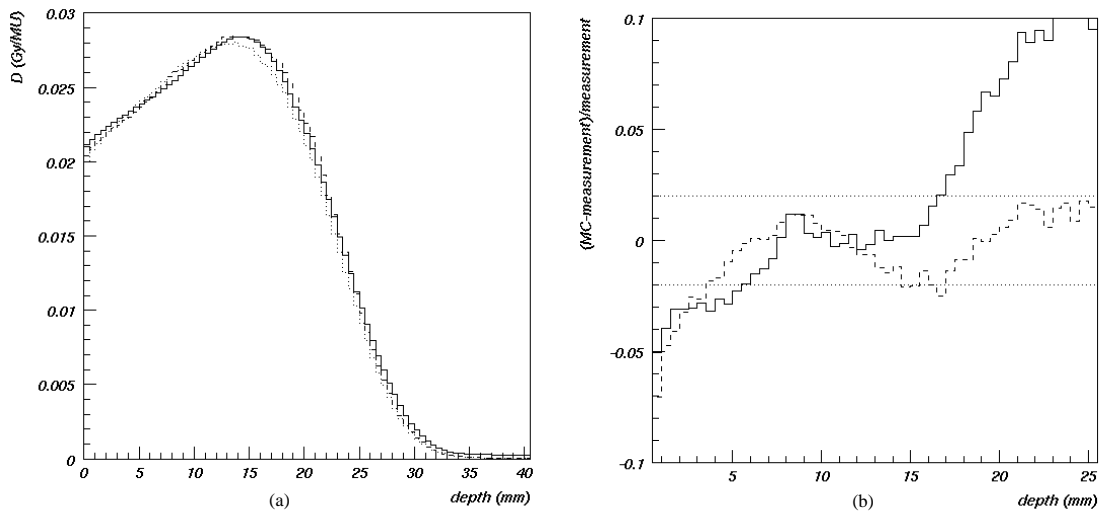 D (Gy/MU)
0.03
0.025
0.02
0.015
0.01
0.005
0
0 5 10 15 20 25 30 35 40
depth (mm)
(a)
(MC-measurement)/measurement
0.1
0.05
0
-0.05
-0.1
5 10 15 20 25
depth (mm)
(b)